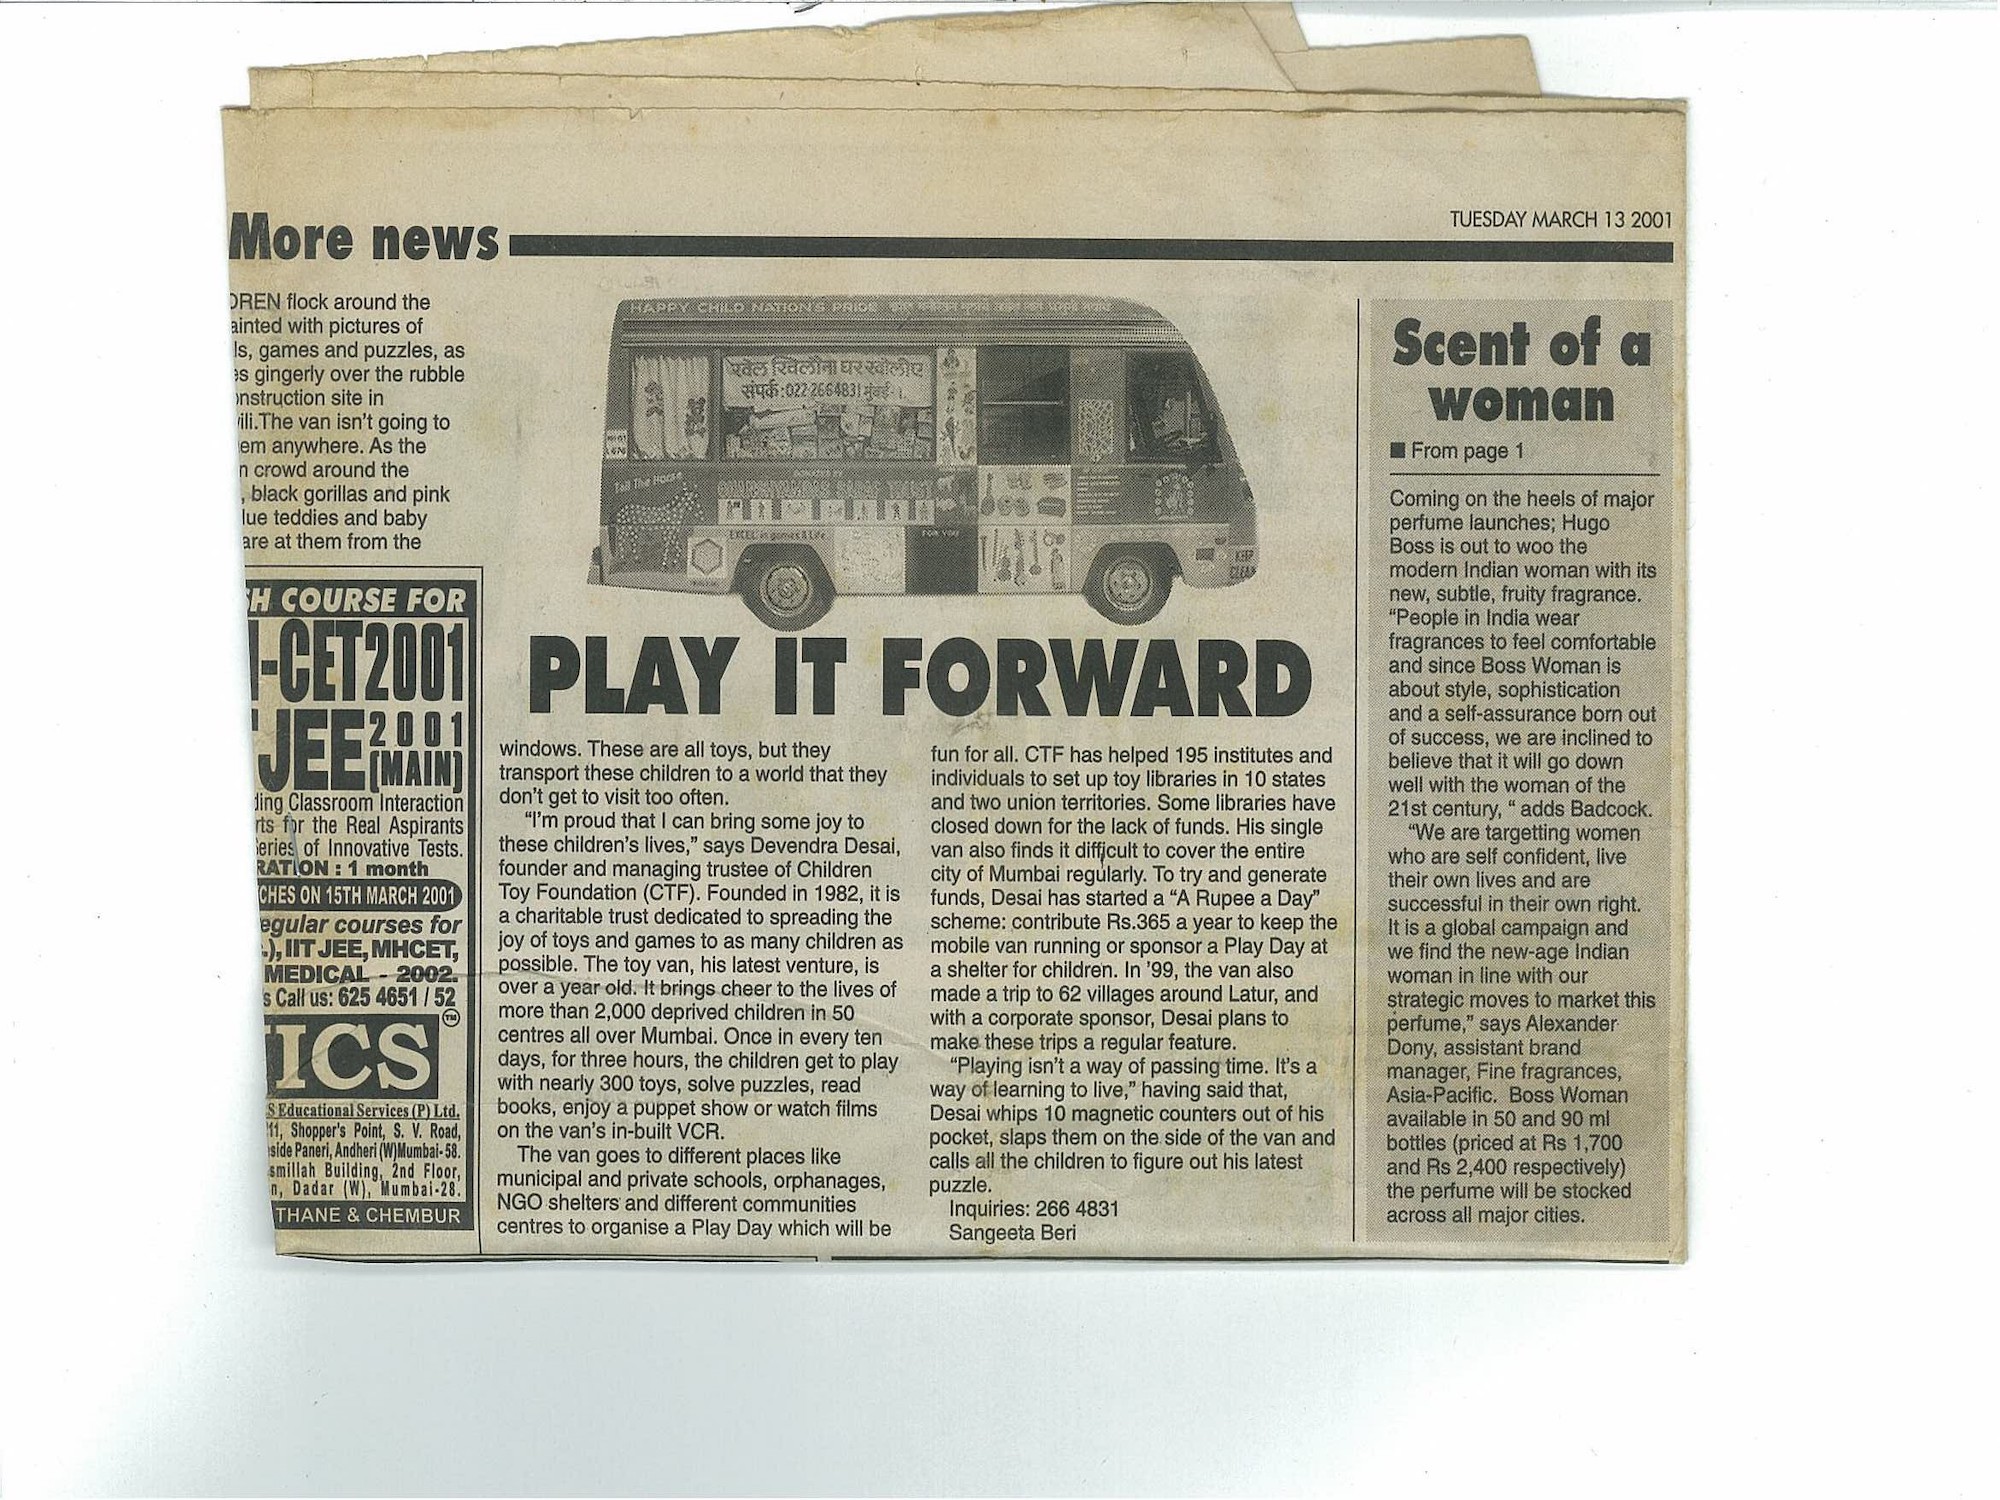 More news
TUESDAY MARCH 13 2001
DREN flock around the
ainted with pictures of
ls, games and puzzles, as
es gingerly over the rubble
onstruction site in
vili.The van isn't going to
em anywhere. As the
n crowd around the
, black gorillas and pink
lue teddies and baby
are at them from the
H COURSE FOR
-CET2001
JEE 2001
(MAIN)
ding Classroom Interaction
rts for the Real Aspirants
Series of Innovative Tests.
RATION : 1 month
CHES ON 15TH MARCH 2001
egular courses for
.), IIT JEE, MHCET,
MEDICAL - 2002.
s Call us: 625 4651 / 52
ICS TM
S Educational Services (P) Ltd.
11, Shopper's Point, S. V. Road,
side Paneri, Andheri (W)Mumbai-58.
smillah Building, 2nd Floor,
n, Dadar (W), Mumbai-28.
THANE & CHEMBUR
HAPPY CHILD NATION'S PRIDE
खेल खिलौना घर खोलीए
संपर्क:022-2664831 मुंबई-1.
Tail The Horse
DONATED BY
EXCEL in games & Life
FOR YOU
KEEP
CLEAN
PLAY IT FORWARD
windows. These are all toys, but they
transport these children to a world that they
don't get to visit too often.
"I'm proud that I can bring some joy to
these children's lives," says Devendra Desai,
founder and managing trustee of Children
Toy Foundation (CTF). Founded in 1982, it is
a charitable trust dedicated to spreading the
joy of toys and games to as many children as
possible. The toy van, his latest venture, is
over a year old. It brings cheer to the lives of
more than 2,000 deprived children in 50
centres all over Mumbai. Once in every ten
days, for three hours, the children get to play
with nearly 300 toys, solve puzzles, read
books, enjoy a puppet show or watch films
on the van's in-built VCR.
The van goes to different places like
municipal and private schools, orphanages,
NGO shelters and different communities
centres to organise a Play Day which will be
fun for all. CTF has helped 195 institutes and
individuals to set up toy libraries in 10 states
and two union territories. Some libraries have
closed down for the lack of funds. His single
van also finds it difficult to cover the entire
city of Mumbai regularly. To try and generate
funds, Desai has started a "A Rupee a Day"
scheme: contribute Rs.365 a year to keep the
mobile van running or sponsor a Play Day at
a shelter for children. In '99, the van also
made a trip to 62 villages around Latur, and
with a corporate sponsor, Desai plans to
make these trips a regular feature.
"Playing isn't a way of passing time. It's a
way of learning to live," having said that,
Desai whips 10 magnetic counters out of his
pocket, slaps them on the side of the van and
calls all the children to figure out his latest
puzzle.
Inquiries: 266 4831
Sangeeta Beri
Scent of a
woman
■ From page 1
Coming on the heels of major
perfume launches; Hugo
Boss is out to woo the
modern Indian woman with its
new, subtle, fruity fragrance.
"People in India wear
fragrances to feel comfortable
and since Boss Woman is
about style, sophistication
and a self-assurance born out
of success, we are inclined to
believe that it will go down
well with the woman of the
21st century, " adds Badcock.
"We are targetting women
who are self confident, live
their own lives and are
successful in their own right.
It is a global campaign and
we find the new-age Indian
woman in line with our
strategic moves to market this
perfume," says Alexander
Dony, assistant brand
manager, Fine fragrances,
Asia-Pacific. Boss Woman
available in 50 and 90 ml
bottles (priced at Rs 1,700
and Rs 2,400 respectively)
the perfume will be stocked
across all major cities.